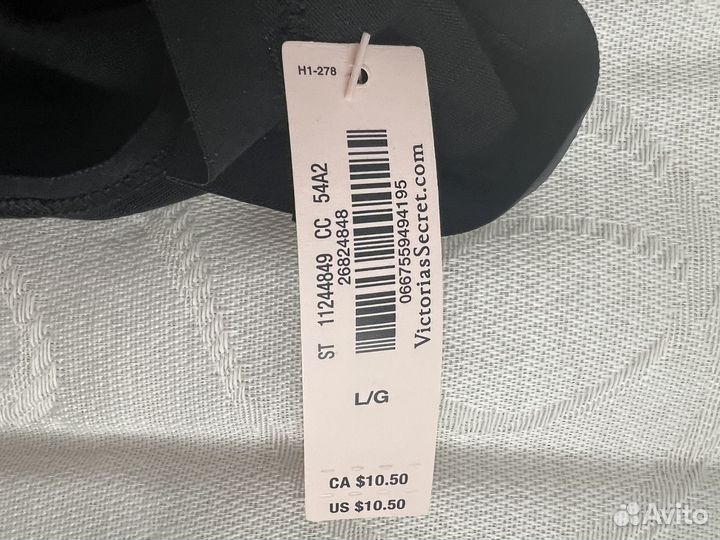 H1-278
ST 11244849 CC 54A2
26824848
0667559494195
VictoriasSecret.com
L/G
CA $10.50
US $10.50
Avito